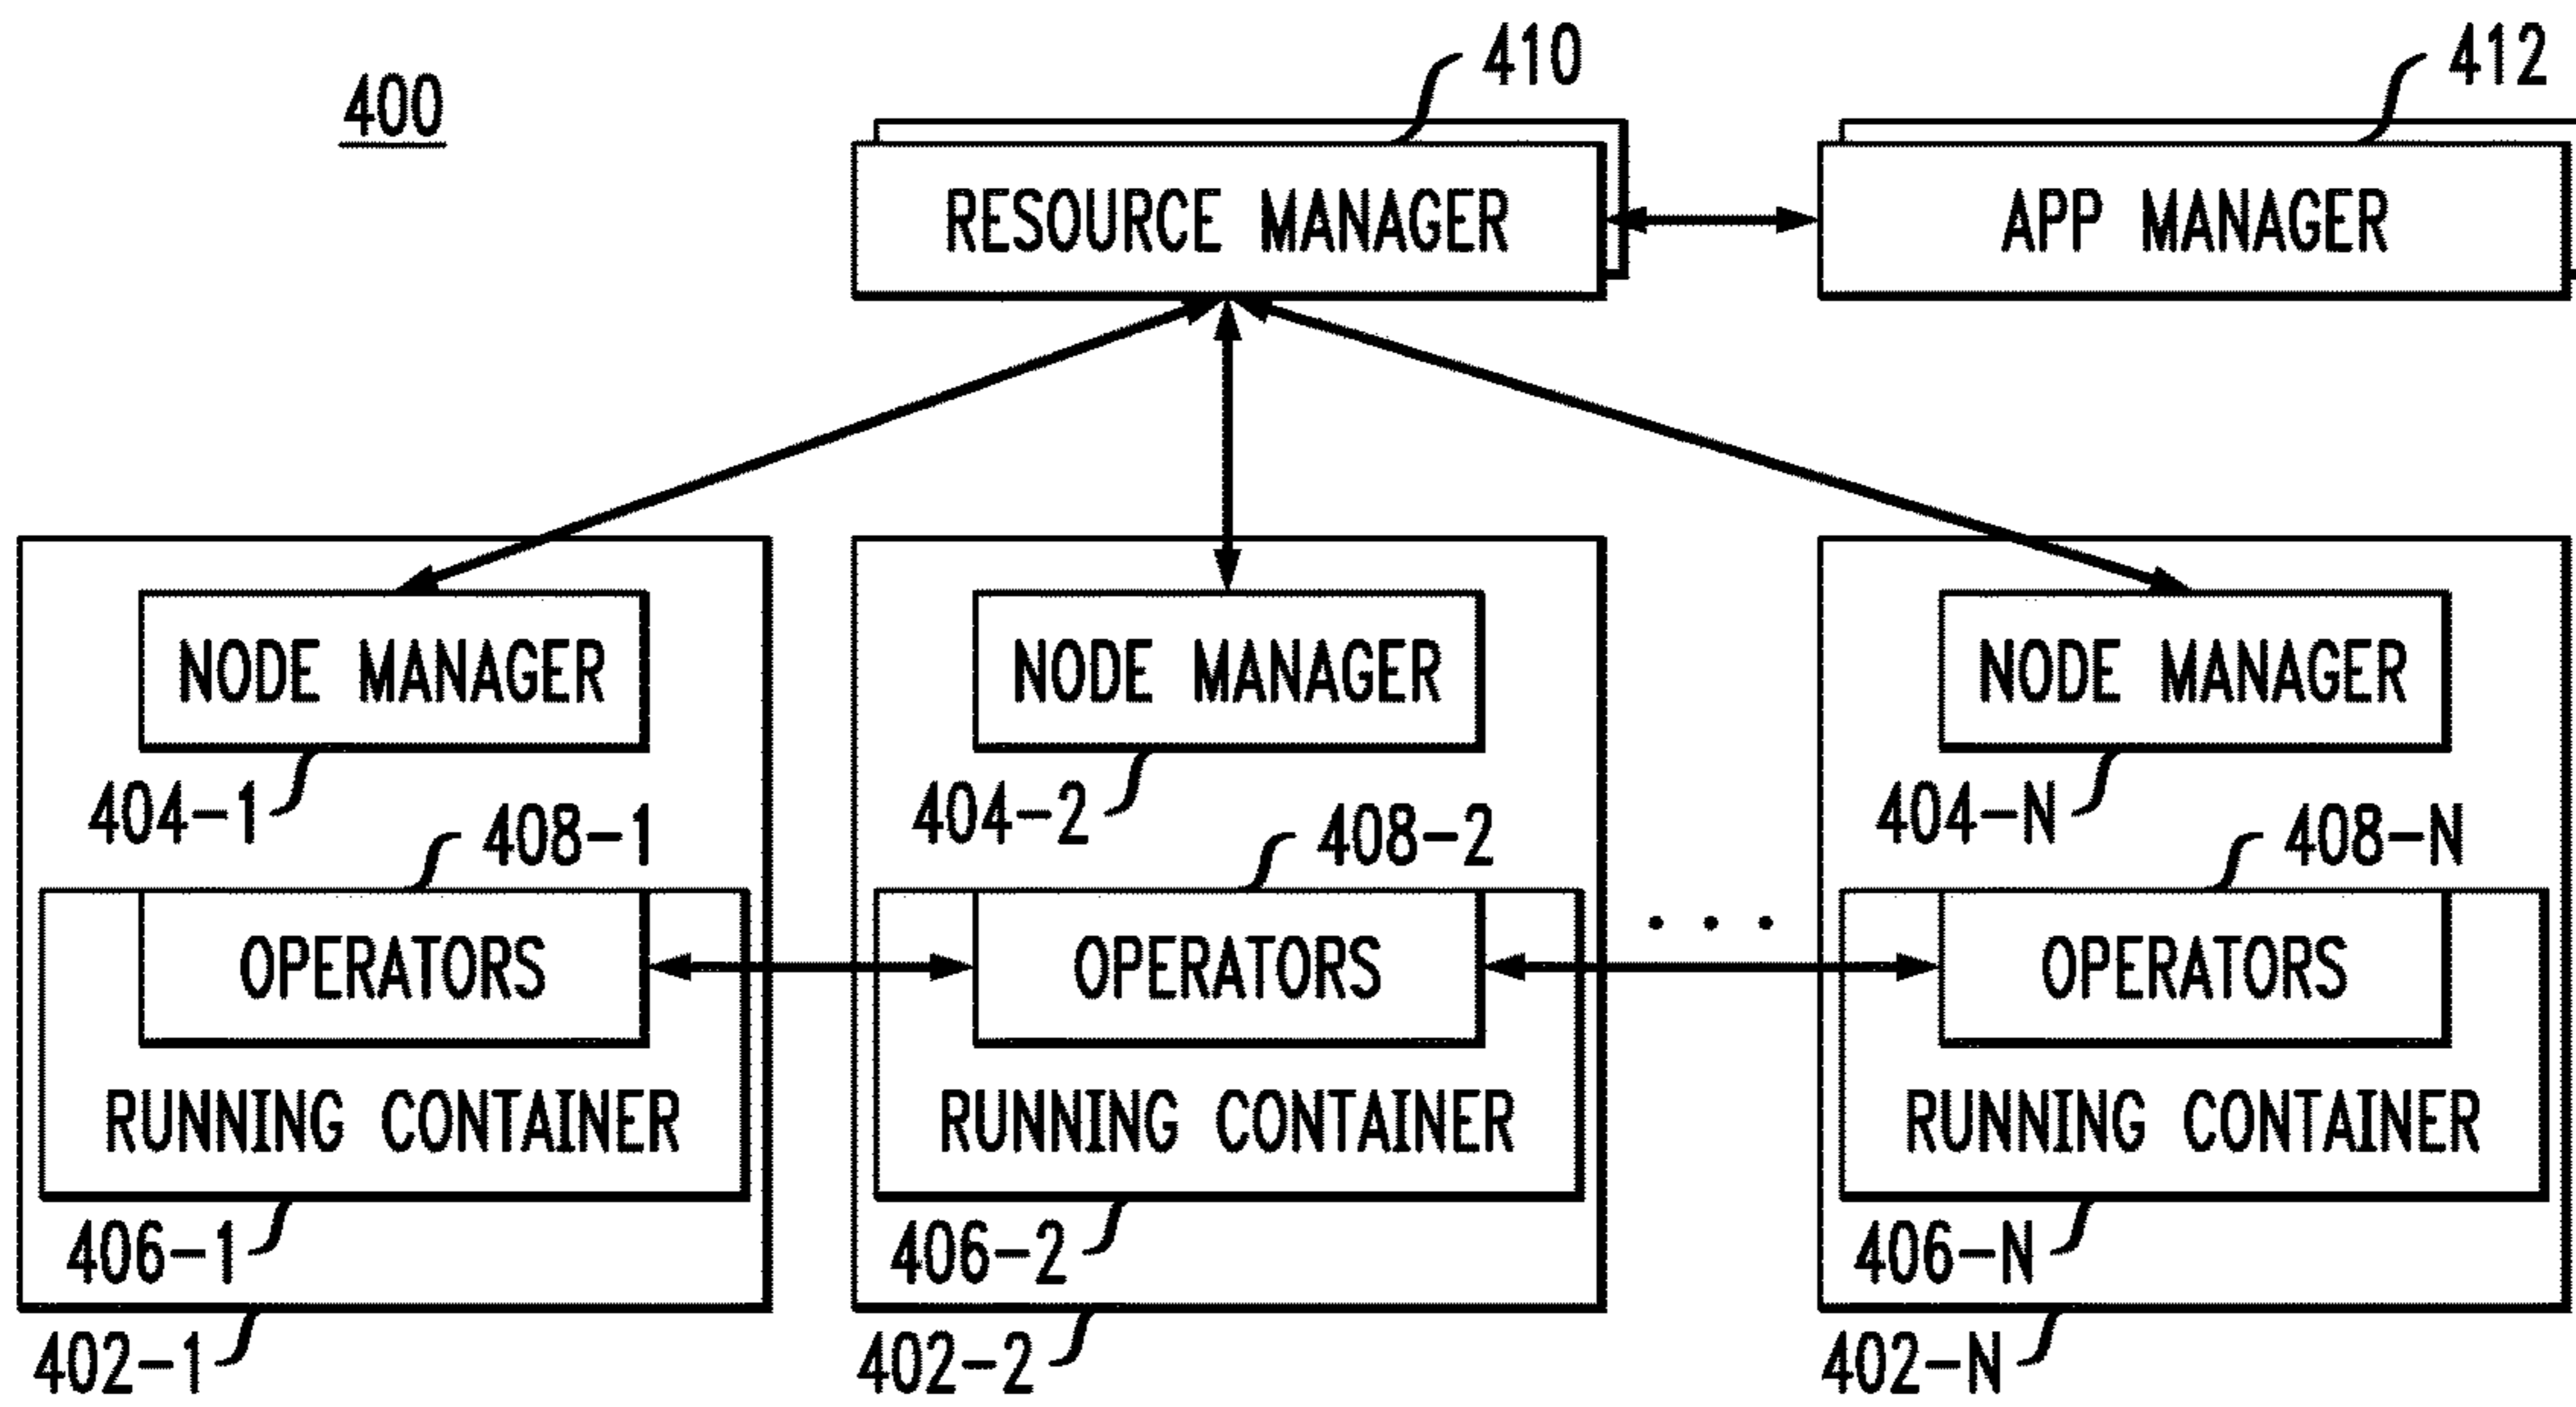 400
410
412
RESOURCE MANAGER
APP MANAGER
NODE MANAGER
NODE MANAGER
NODE MANAGER
404-1
404-2
404-N
408-1
408-2
408-N
OPERATORS
OPERATORS
. . .
OPERATORS
RUNNING CONTAINER
RUNNING CONTAINER
RUNNING CONTAINER
406-1
406-2
406-N
402-1
402-2
402-N